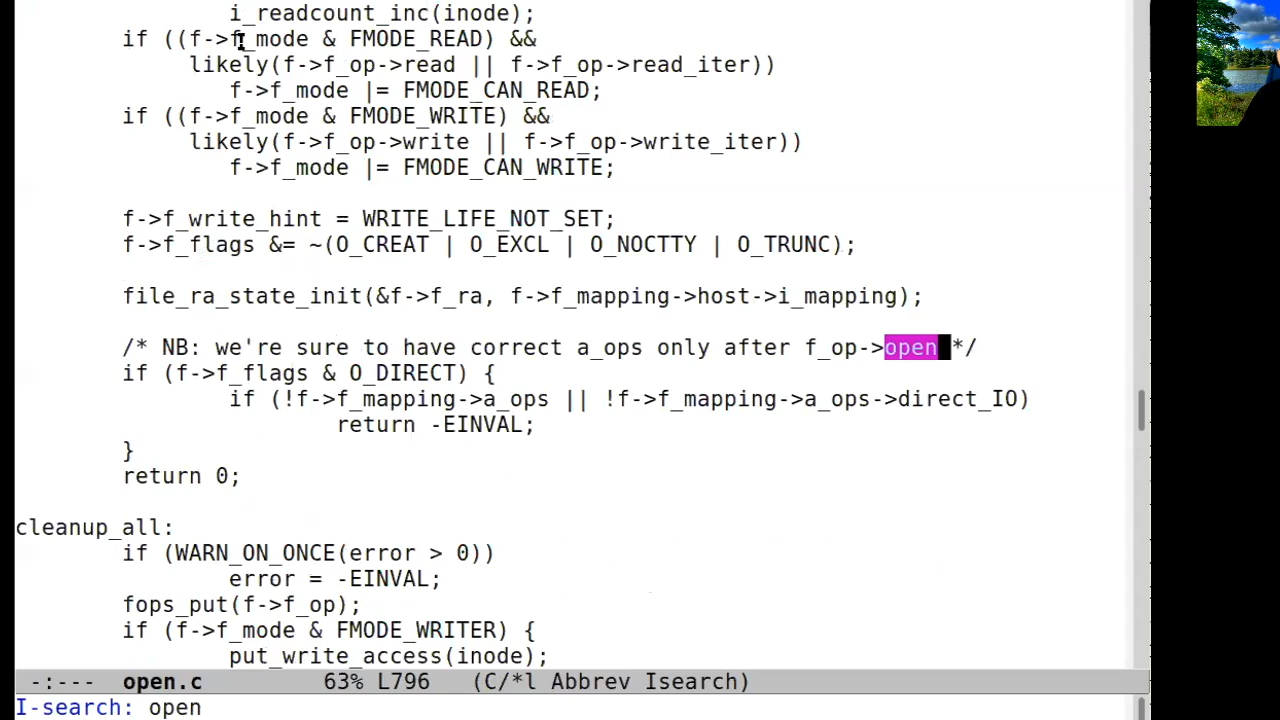 i_readcount_inc(inode);
if ((f->f_mode & FMODE_READ) &&
likely(f->f_op->read || f->f_op->read_iter))
f->f_mode |= FMODE_CAN_READ;
if ((f->f_mode & FMODE_WRITE) &&
likely(f->f_op->write || f->f_op->write_iter))
f->f_mode |= FMODE_CAN_WRITE;
f->f_write_hint = WRITE_LIFE_NOT_SET;
f->f_flags &= ~(O_CREAT | O_EXCL | O_NOCTTY | O_TRUNC);
file_ra_state_init(&f->f_ra, f->f_mapping->host->i_mapping);
/* NB: we're sure to have correct a_ops only after f_op->open */
if (f->f_flags & O_DIRECT) {
if (!f->f_mapping->a_ops || !f->f_mapping->a_ops->direct_IO)
return -EINVAL;
}
return 0;
cleanup_all:
if (WARN_ON_ONCE(error > 0))
error = -EINVAL;
fops_put(f->f_op);
if (f->f_mode & FMODE_WRITER) {
put_write_access(inode);
-:--- open.c 63% L796 (C/*l Abbrev Isearch)
I-search: open